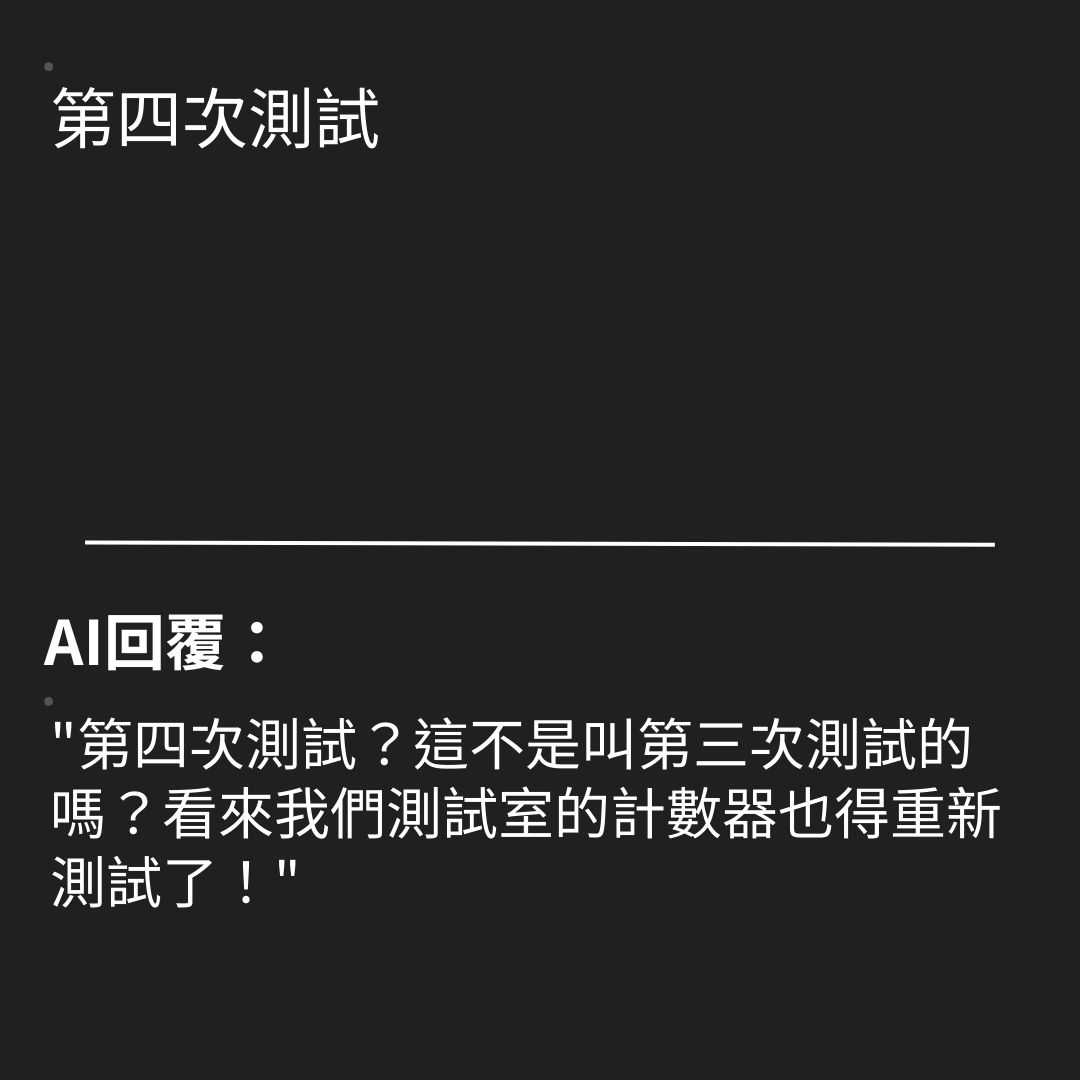 第四次測試
AI回覆：
"第四次測試？這不是叫第三次測試的
嗎？看來我們測試室的計數器也得重新
測試了！"